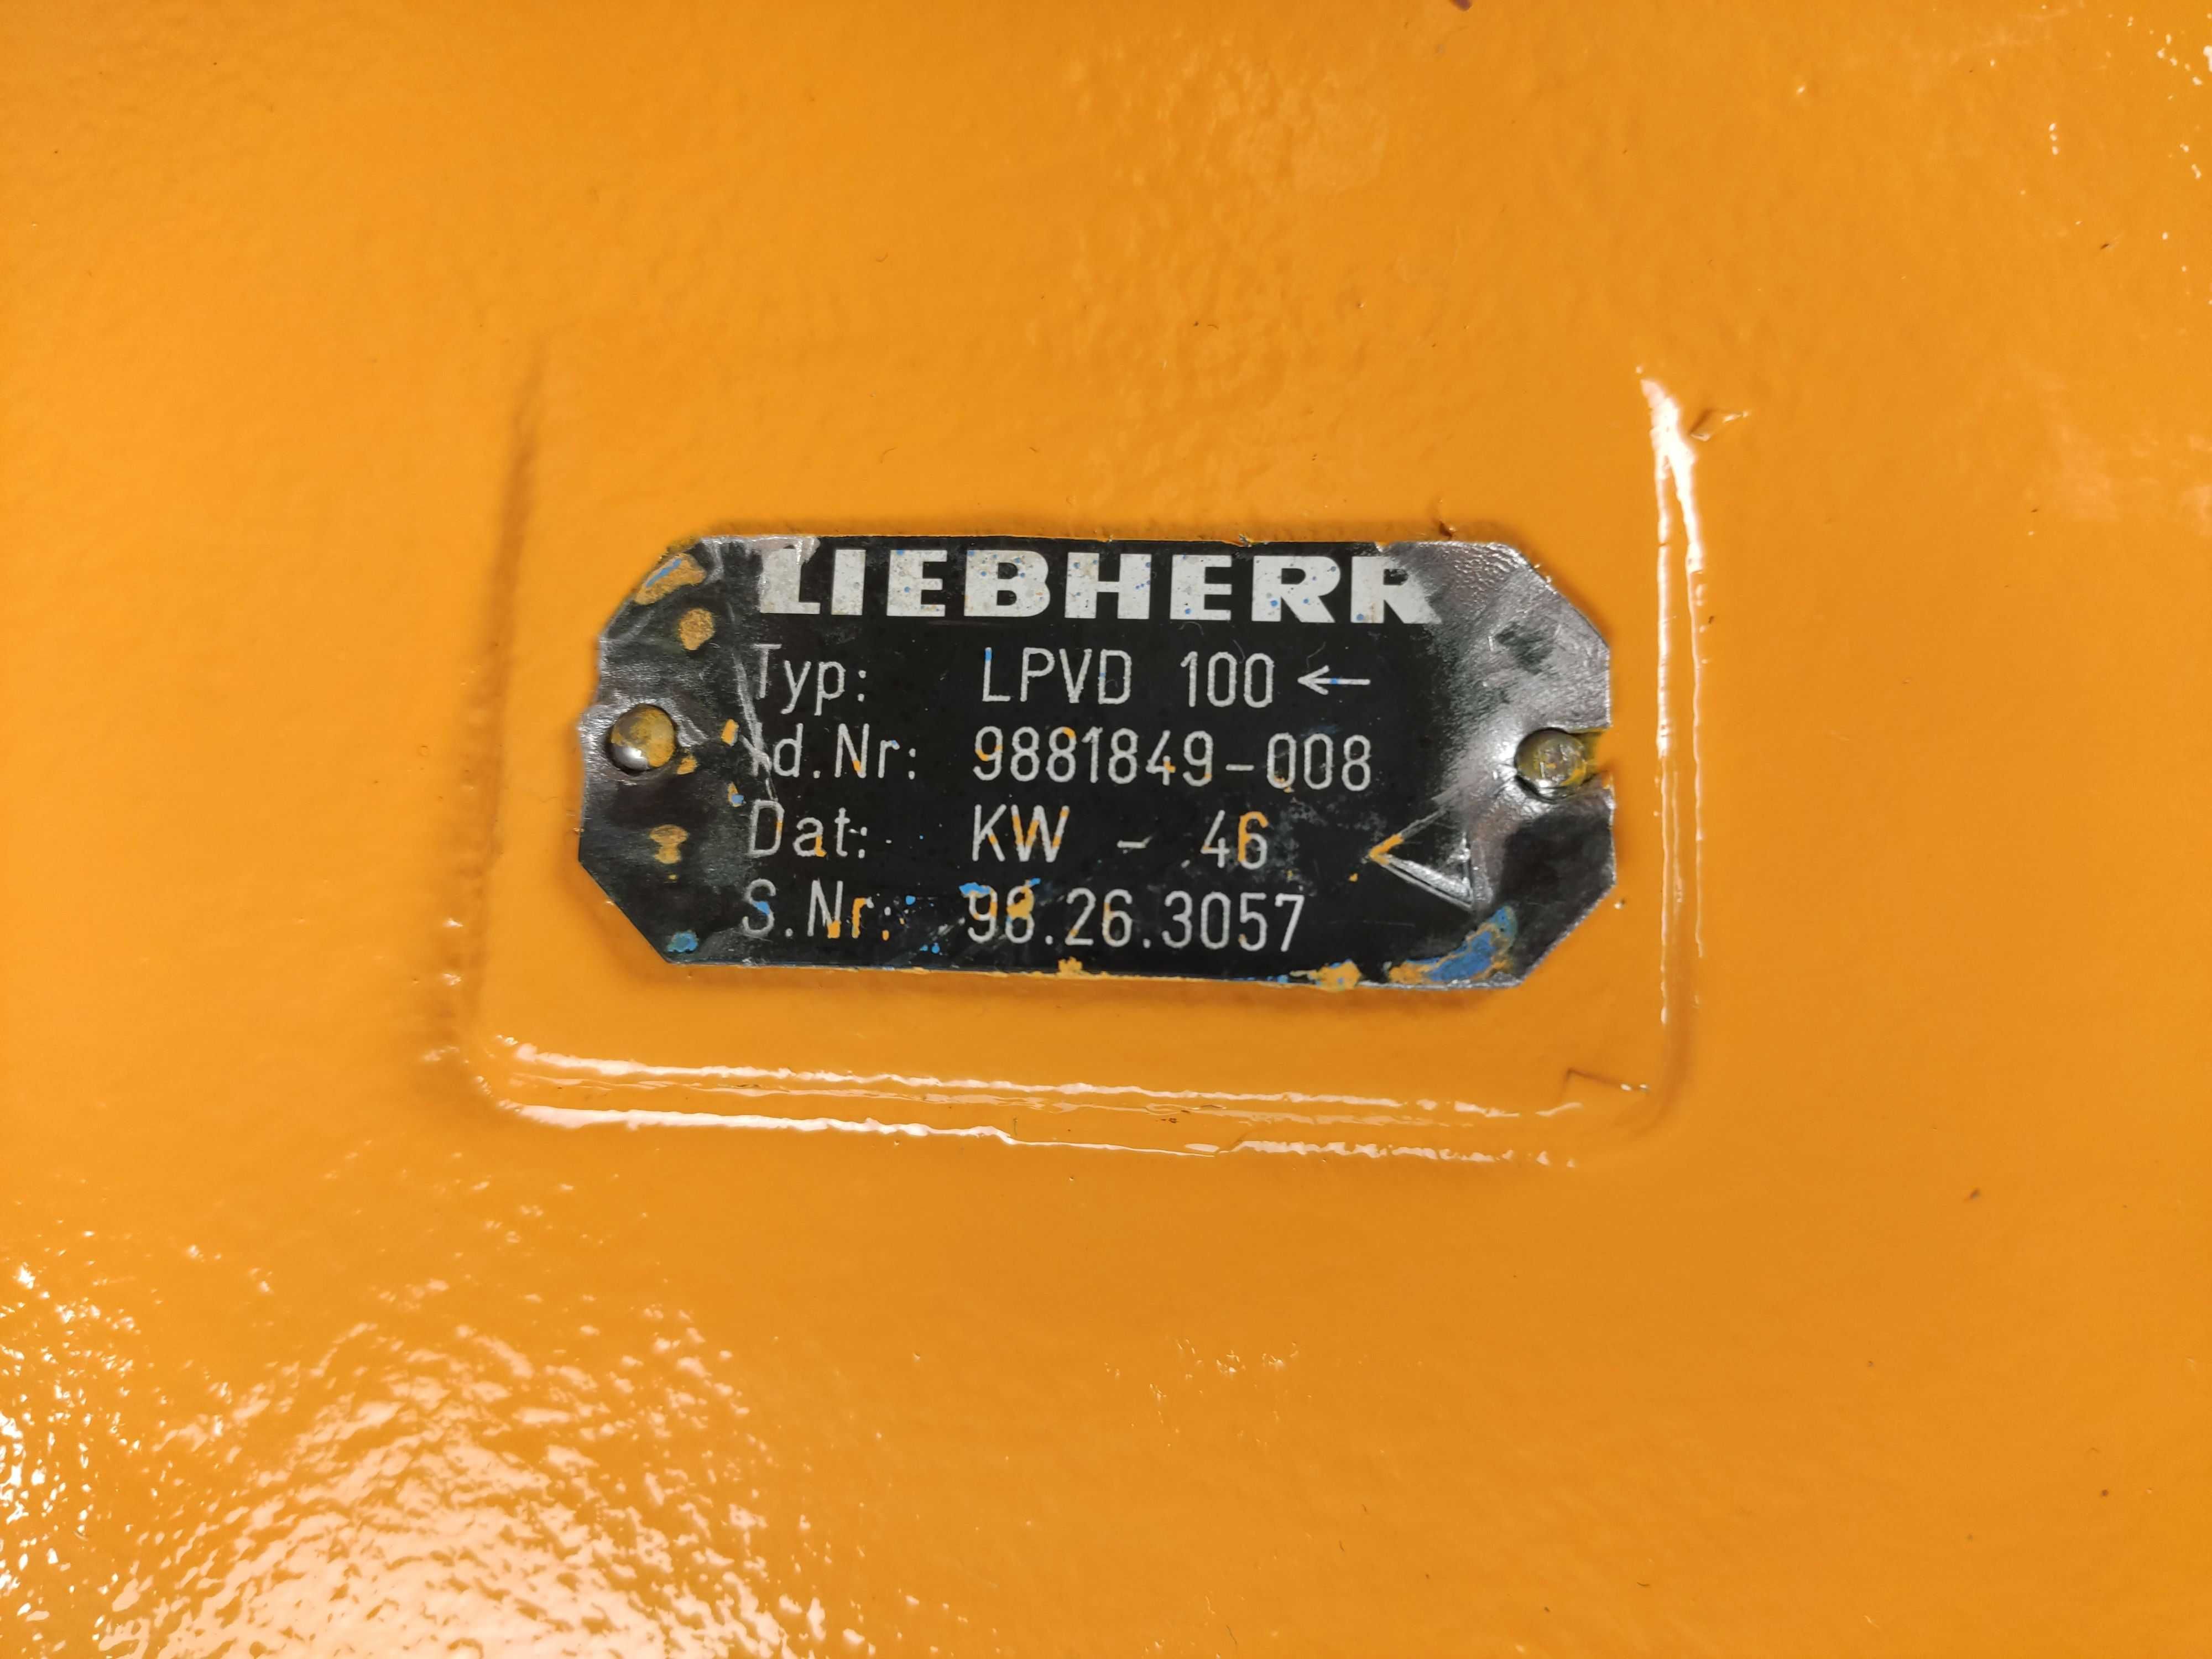 LIEBHERR
Typ: LPVD 100 ←
Id.Nr: 9881849-008
Dat: KW - 46
S.Nr: 98.26.3057